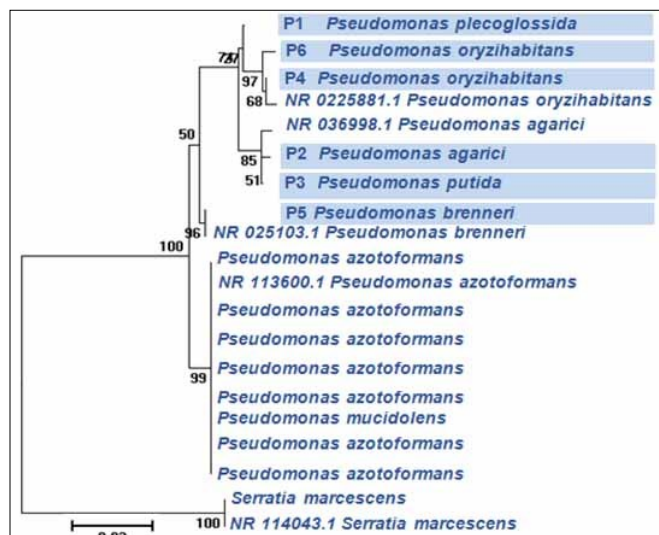 P1 Pseudomonas plecoglossida
P6 Pseudomonas oryzihabitans
P4 Pseudomonas oryzihabitans
97
68
NR 0225881.1 Pseudomonas oryzihabitans
NR 036998.1 Pseudomonas agarici
50
85
P2 Pseudomonas agarici
51
P3 Pseudomonas putida
P5 Pseudomonas brenneri
96
NR 025103.1 Pseudomonas brenneri
100
Pseudomonas azotoformans
NR 113600.1 Pseudomonas azotoformans
Pseudomonas azotoformans
Pseudomonas azotoformans
Pseudomonas azotoformans
99
Pseudomonas azotoformans
Pseudomonas mucidolens
Pseudomonas azotoformans
Pseudomonas azotoformans
Serratia marcescens
100
NR 114043.1 Serratia marcescens